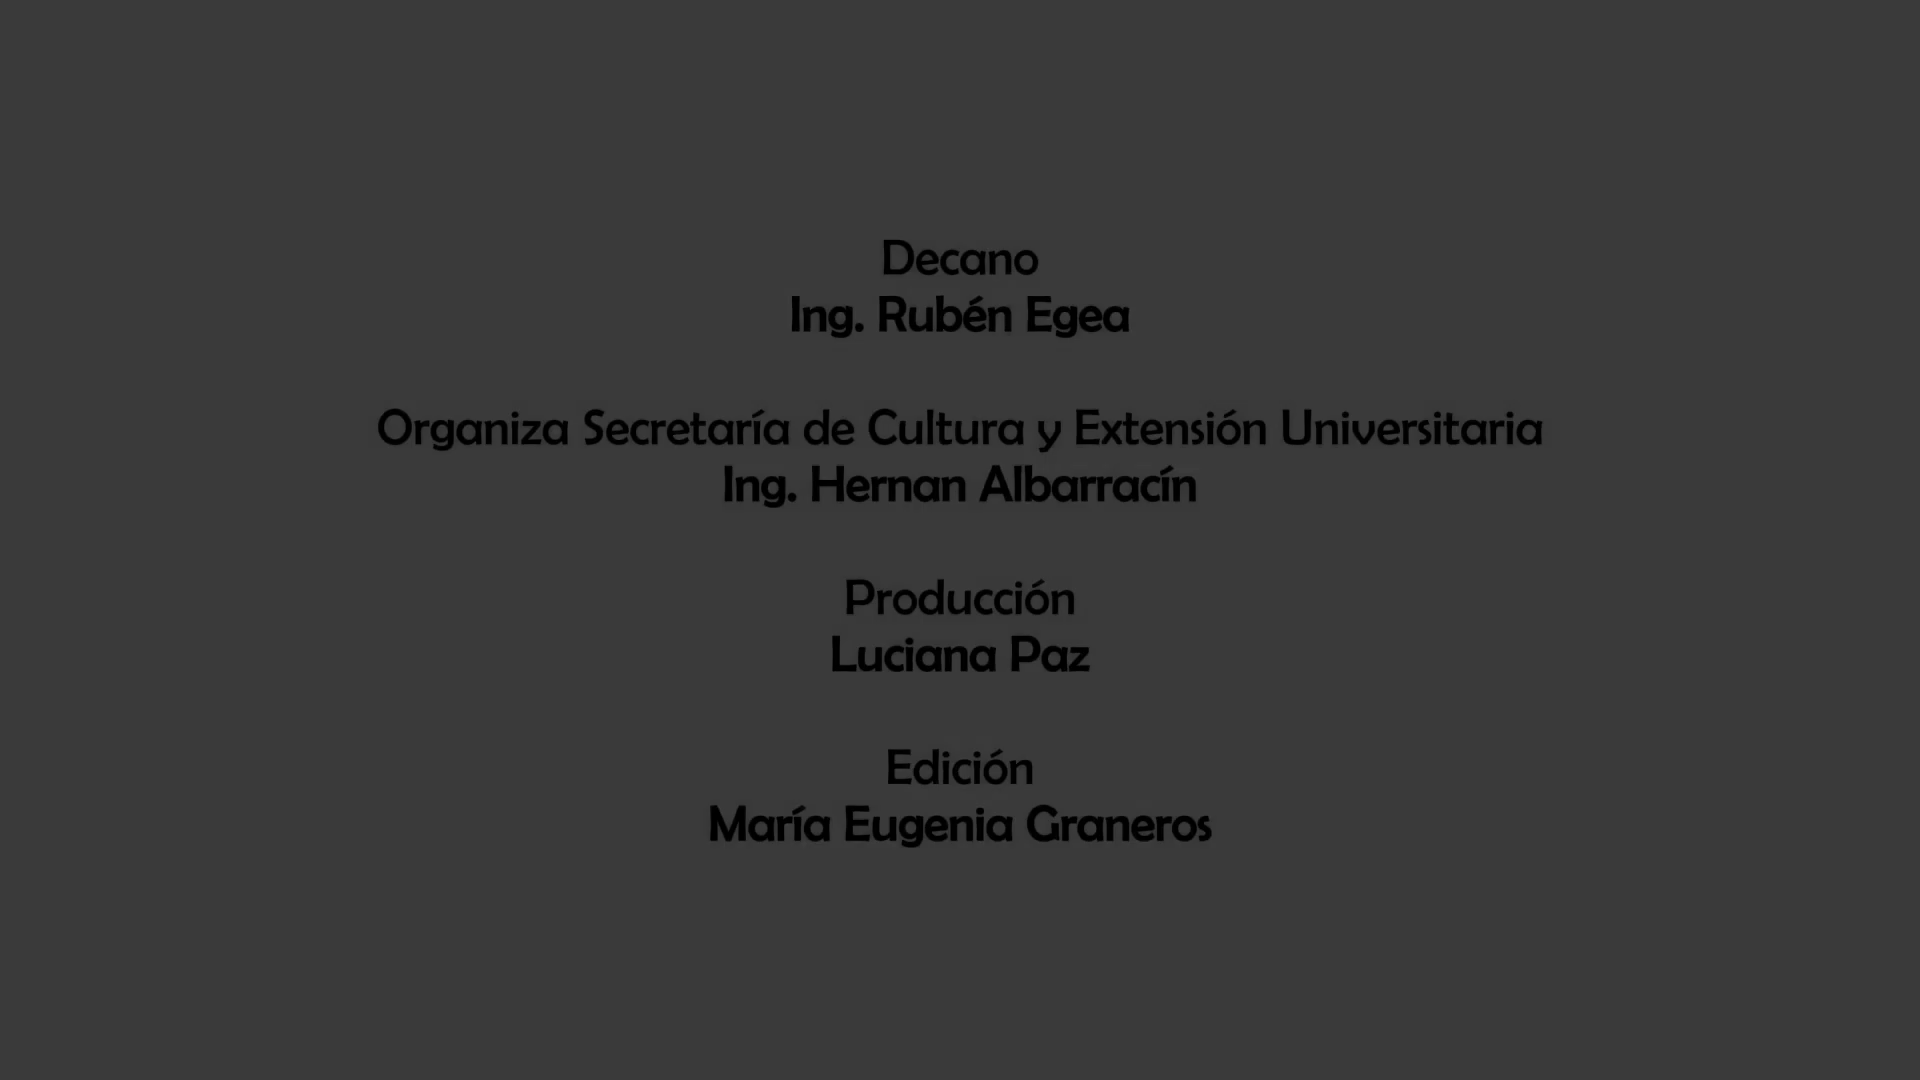 Decano
Ing. Rubén Egea
Organiza Secretaría de Cultura y Extensión Universitaria
Ing. Hernan Albarracín
Producción
Luciana Paz
Edición
María Eugenia Graneros